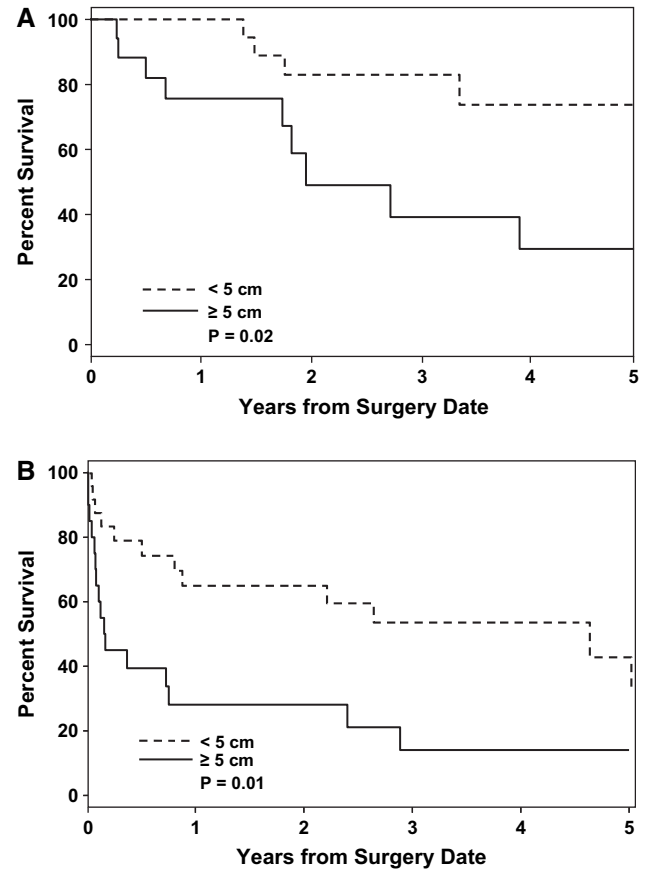 A
100
80
60
40
20
0
Percent Survival
< 5 cm
≥ 5 cm
P = 0.02
0 1 2 3 4 5
Years from Surgery Date
B
100
80
60
40
20
0
Percent Survival
< 5 cm
≥ 5 cm
P = 0.01
0 1 2 3 4 5
Years from Surgery Date